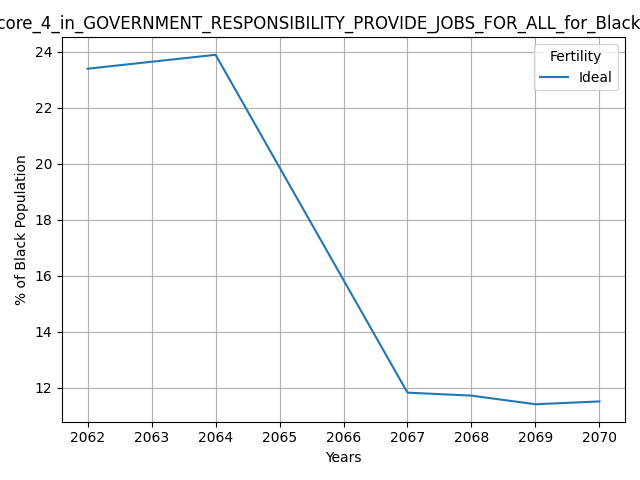 core_4_in_GOVERNMENT_RESPONSIBILITY_PROVIDE_JOBS_FOR_ALL_for_Black
24
22
20
18
16
14
12
% of Black Population
Fertility
Ideal
2062 2063 2064 2065 2066 2067 2068 2069 2070
Years